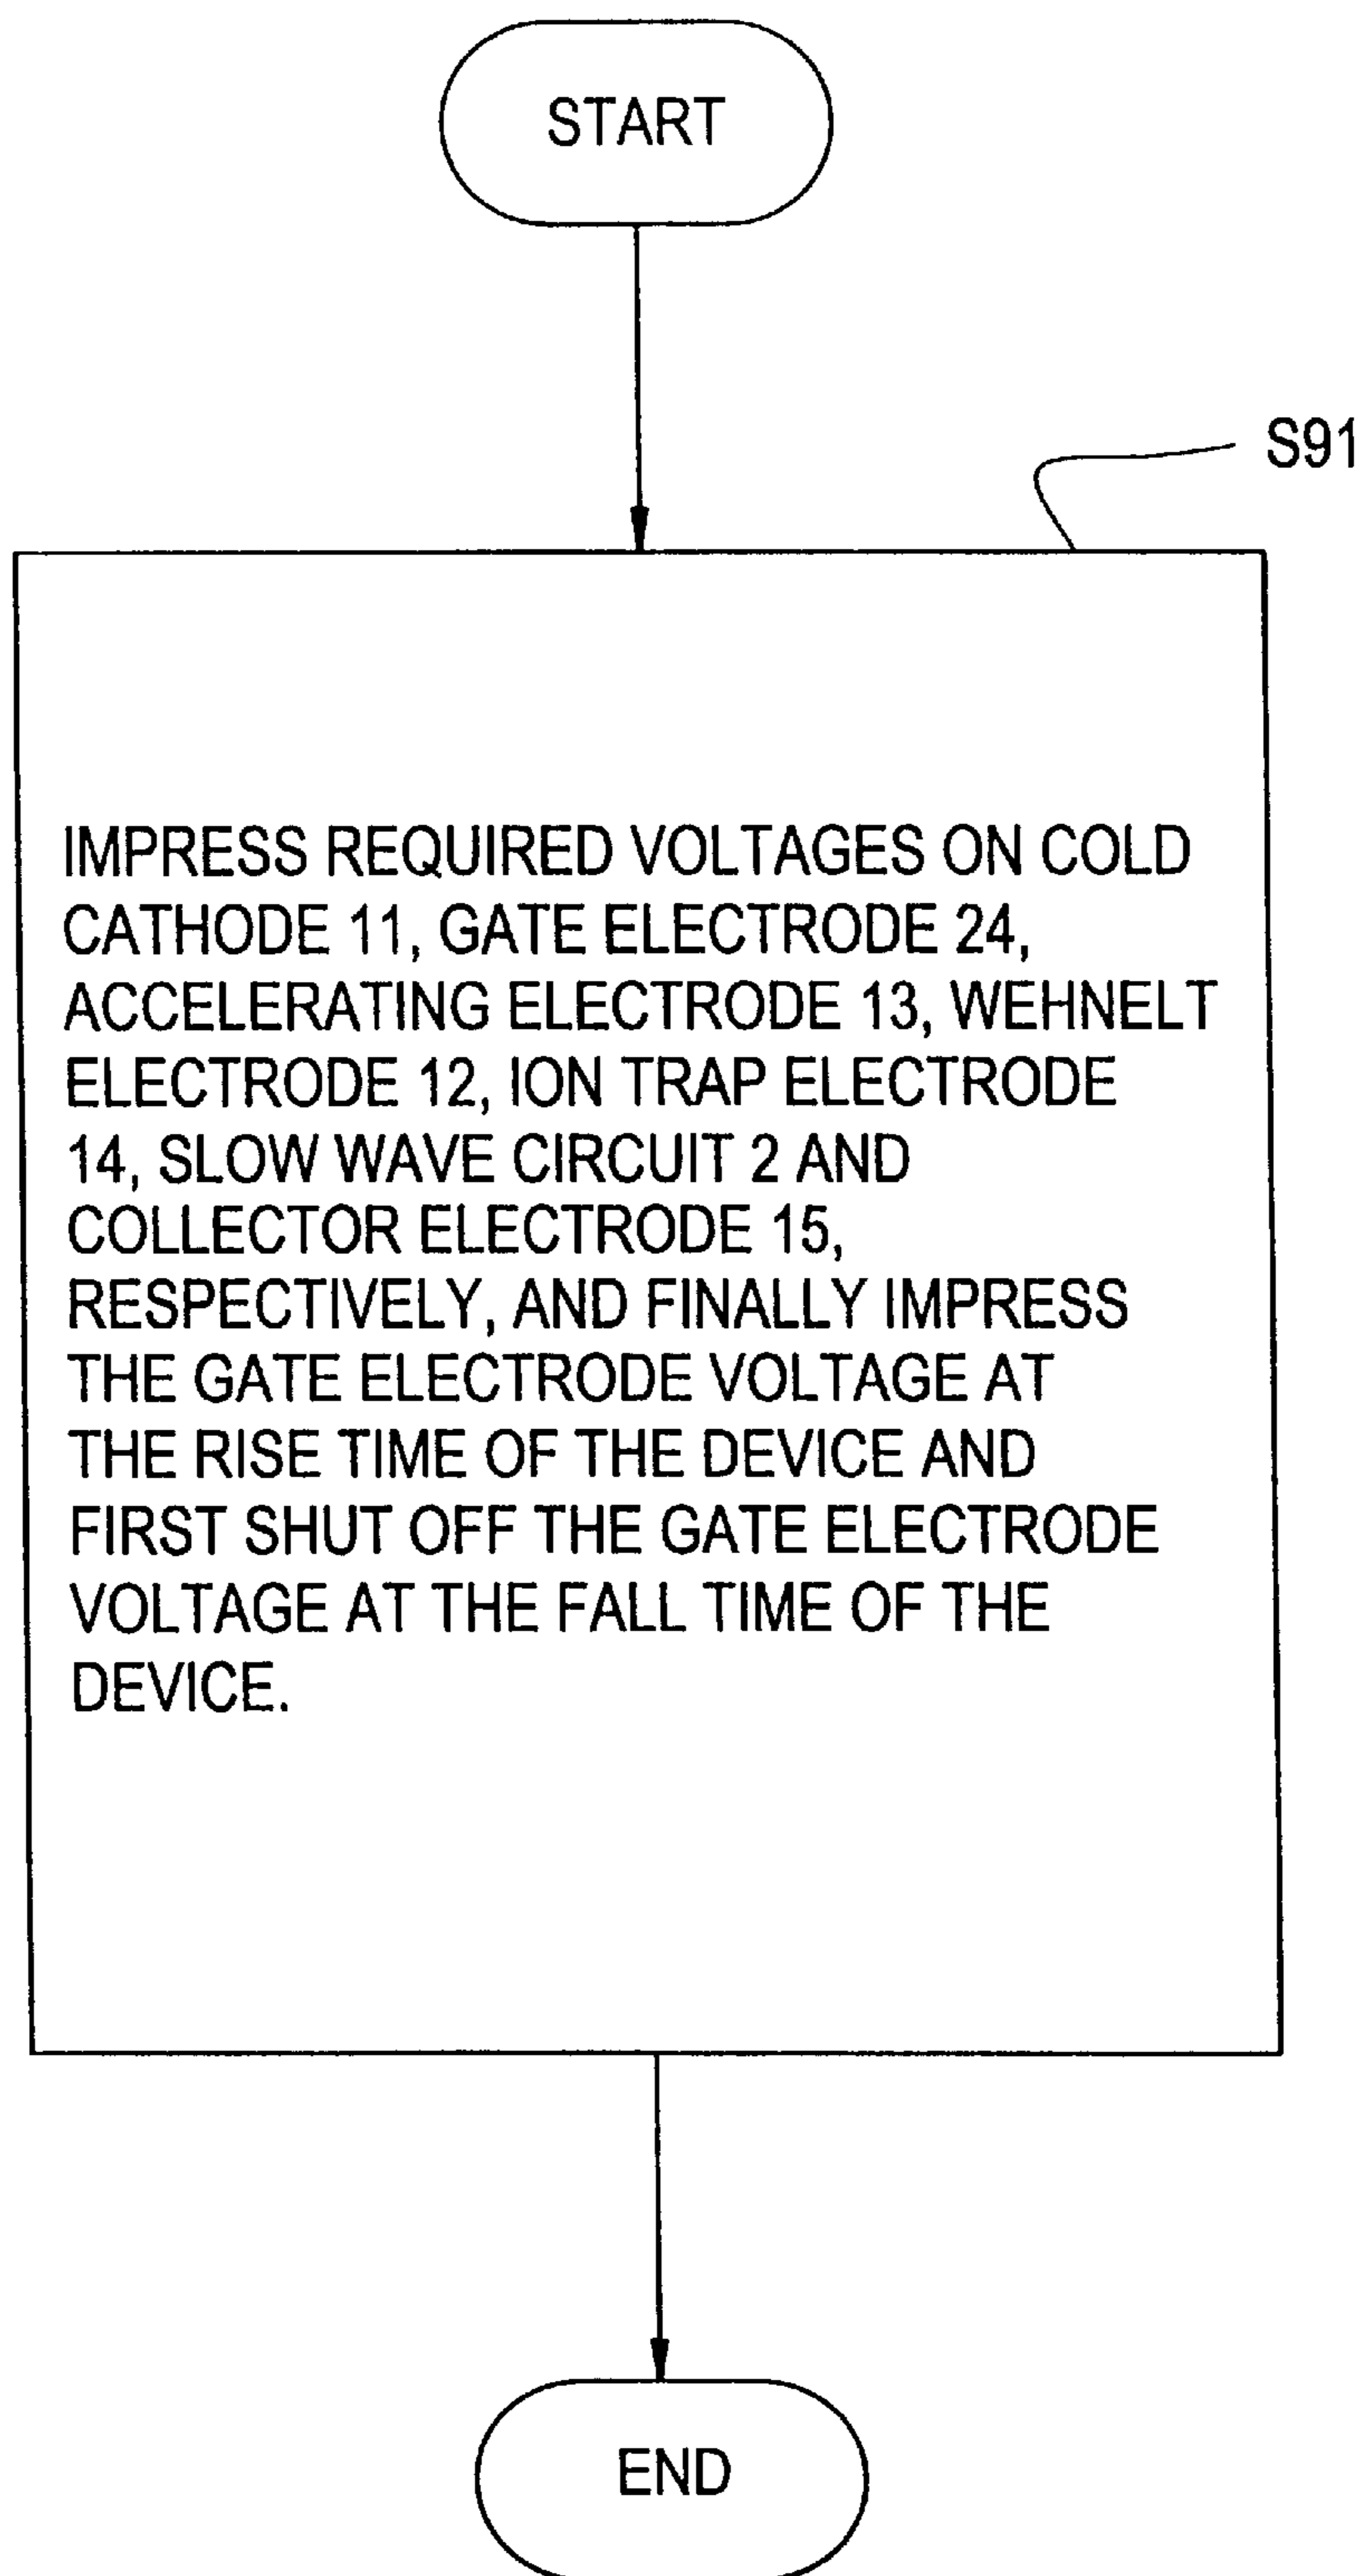 START
S91
IMPRESS REQUIRED VOLTAGES ON COLD
CATHODE 11, GATE ELECTRODE 24,
ACCELERATING ELECTRODE 13, WEHNELT
ELECTRODE 12, ION TRAP ELECTRODE
14, SLOW WAVE CIRCUIT 2 AND
COLLECTOR ELECTRODE 15,
RESPECTIVELY, AND FINALLY IMPRESS
THE GATE ELECTRODE VOLTAGE AT
THE RISE TIME OF THE DEVICE AND
FIRST SHUT OFF THE GATE ELECTRODE
VOLTAGE AT THE FALL TIME OF THE
DEVICE.
END